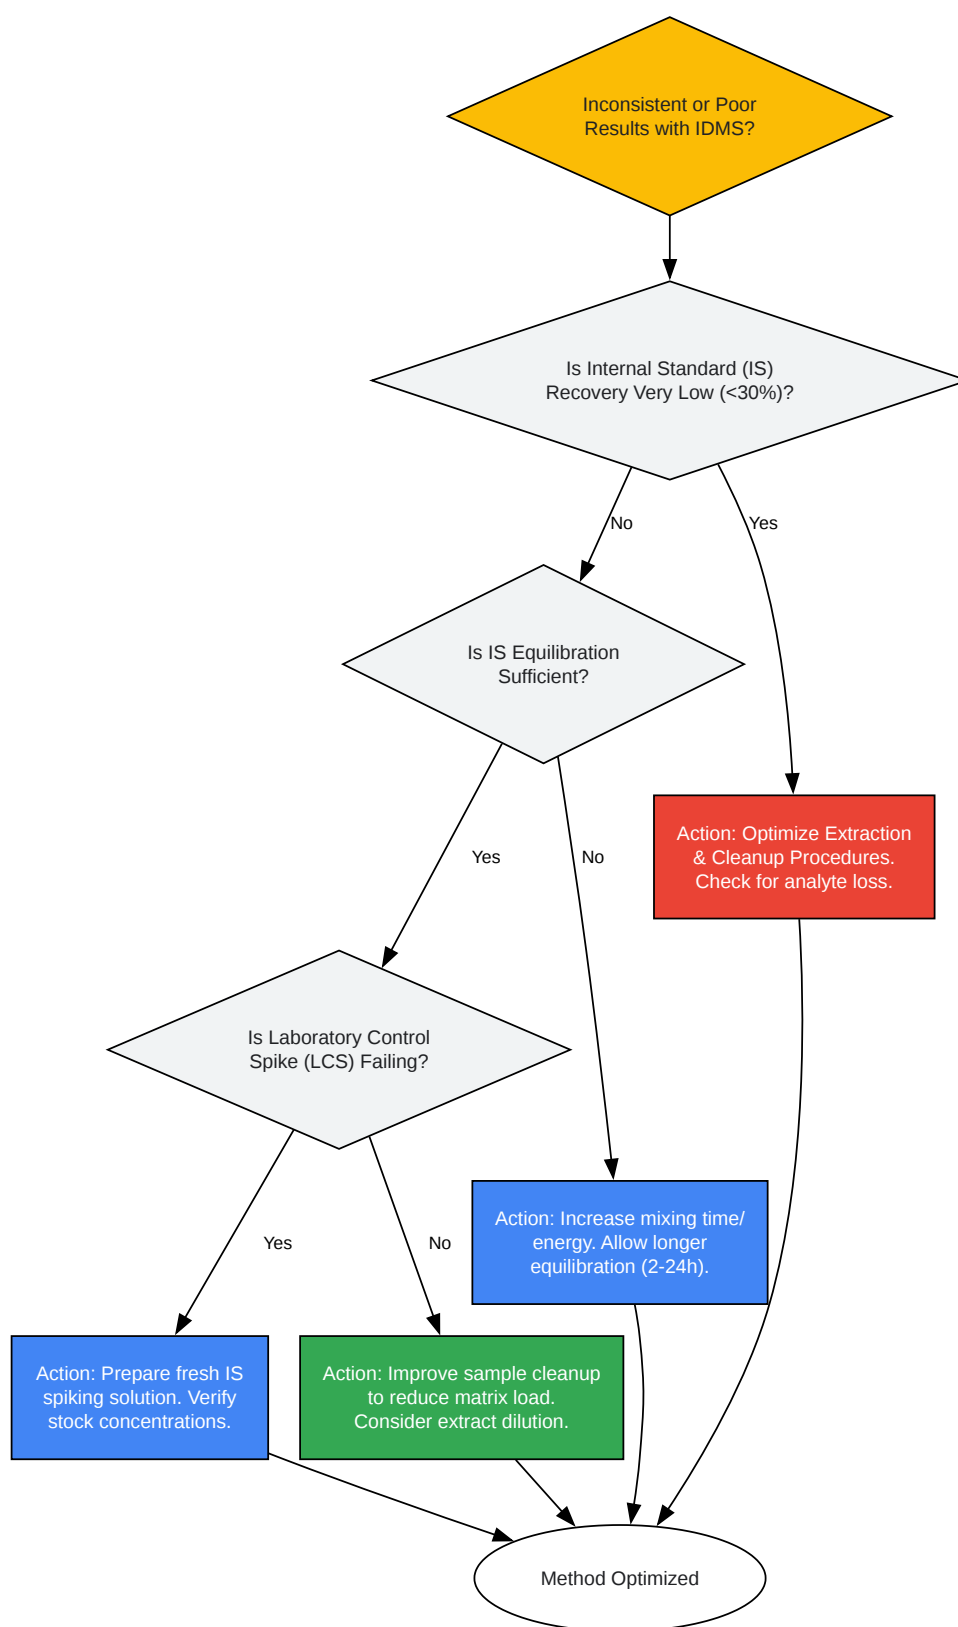 Inconsistent or Poor
Results with IDMS?
Is Internal Standard (IS)
Recovery Very Low (<30%)?
No
Yes
Is IS Equilibration
Sufficient?
Yes
No
Action: Optimize Extraction
& Cleanup Procedures.
Check for analyte loss.
Is Laboratory Control
Spike (LCS) Failing?
Yes
No
Action: Increase mixing time/
energy. Allow longer
equilibration (2-24h).
Action: Prepare fresh IS
spiking solution. Verify
stock concentrations.
Action: Improve sample cleanup
to reduce matrix load.
Consider extract dilution.
Method Optimized